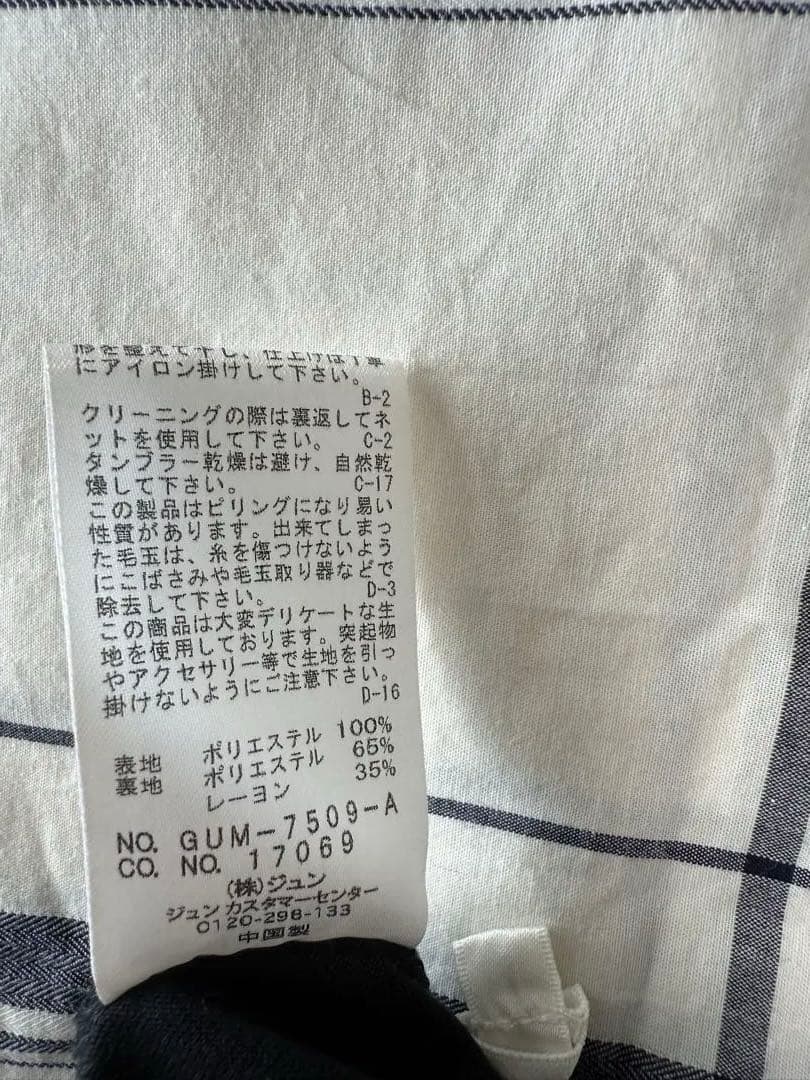 形を整えて干し、仕上げは
にアイロン掛けして下さい。
B-2
クリーニングの際は裏返してネ
ットを使用して下さい。 C-2
タンブラー乾燥は避け、自然乾
燥して下さい。 C-17
この製品はピリングになり易い
性質があります。出来てしまっ
た毛玉は、糸を傷つけないよう
にこばさみや毛玉取り器などで
除去して下さい。 D-3
この商品は大変デリケートな生
地を使用しております。突起物
やアクセサリー等で生地を引っ
掛けないようにご注意下さい。
D-16
表地 ポリエステル 100%
裏地 ポリエステル 65%
レーヨン 35%
NO. GUM-7509-A
CO. NO. 17069
(株)ジュン
ジュン カスタマーセンター
0120-298-133
中国製